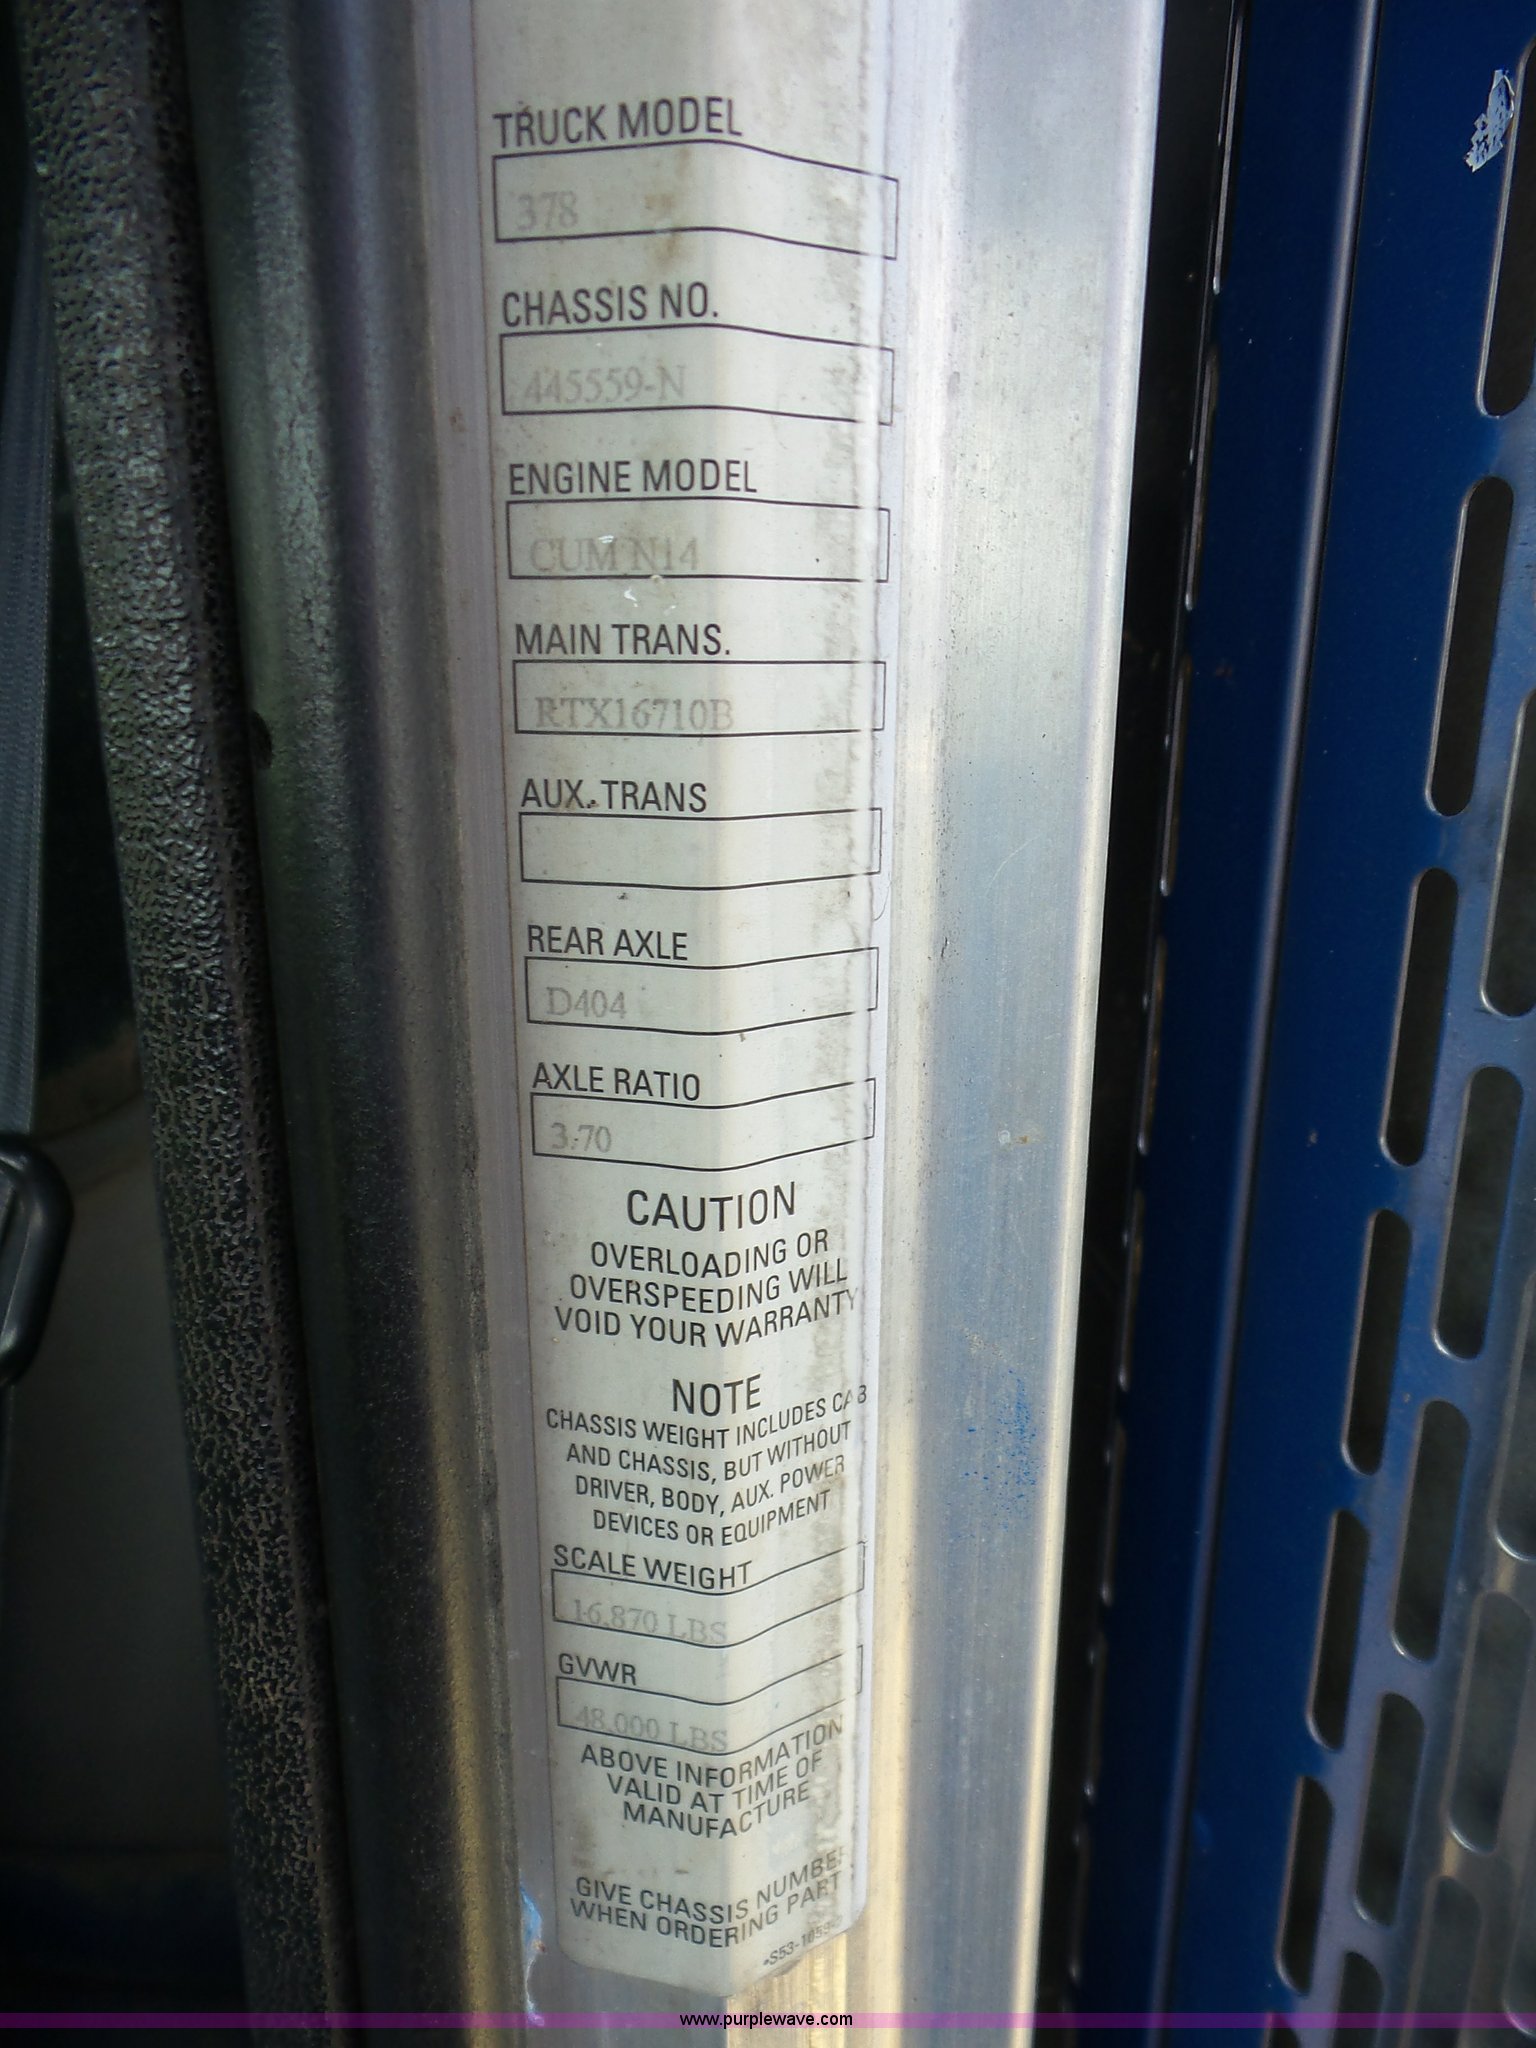 TRUCK MODEL
378
CHASSIS NO.
445559-N
ENGINE MODEL
CUM N14
MAIN TRANS.
RTX16710B
AUX. TRANS
REAR AXLE
D404
AXLE RATIO
3.70
CAUTION
OVERLOADING OR
OVERSPEEDING WILL
VOID YOUR WARRANTY
NOTE
CHASSIS WEIGHT INCLUDES CAB
AND CHASSIS, BUT WITHOUT
DRIVER, BODY, AUX. POWER
DEVICES OR EQUIPMENT
SCALE WEIGHT
16,870 LBS
GVWR
48,000 LBS
ABOVE INFORMATION
VALID AT TIME OF
MANUFACTURE
GIVE CHASSIS NUMBER
WHEN ORDERING PART
www.purplewave.com